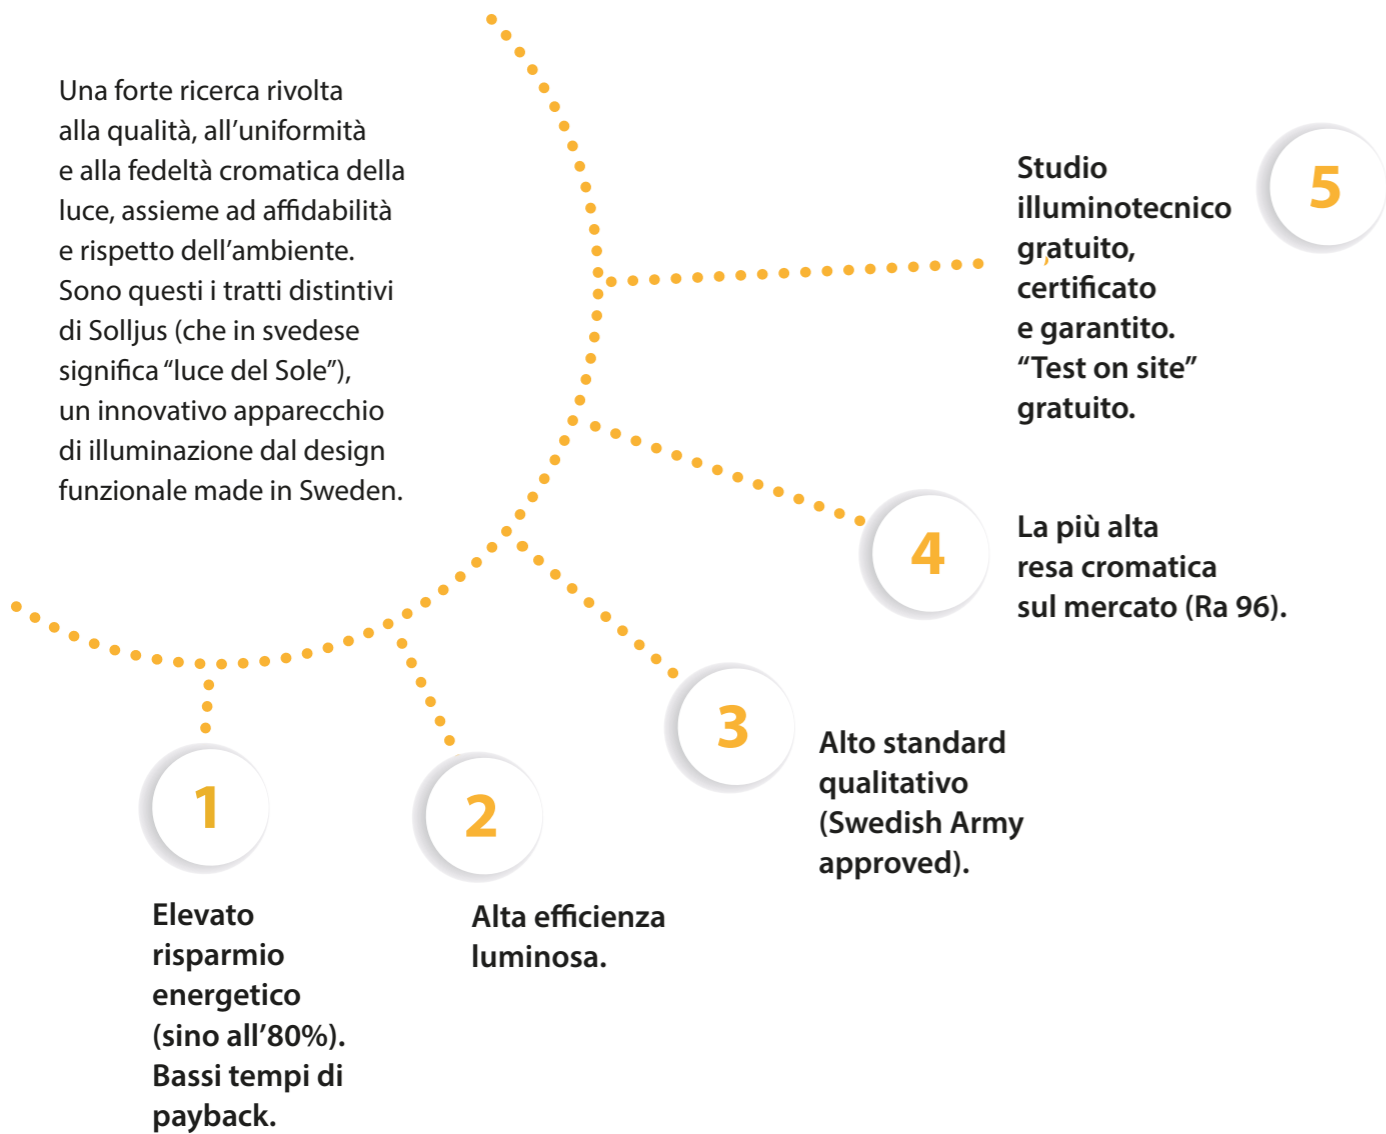 Una forte ricerca rivolta
alla qualità, all’uniformità
e alla fedeltà cromatica della
luce, assieme ad affidabilità
e rispetto dell’ambiente.
Sono questi i tratti distintivi
di Solljus (che in svedese
significa “luce del Sole”),
un innovativo apparecchio
di illuminazione dal design
funzionale made in Sweden.
1
Elevato
risparmio
energetico
(sino all’80%).
Bassi tempi di
payback.
2
Alta efficienza
luminosa.
3
Alto standard
qualitativo
(Swedish Army
approved).
4
La più alta
resa cromatica
sul mercato (Ra 96).
5
Studio
illuminotecnico
gratuito,
certificato
e garantito.
“Test on site”
gratuito.